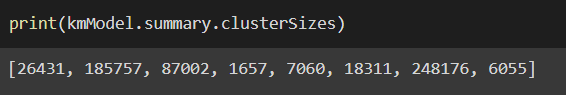 print(kmModel.summary.clusterSizes)
[26431, 185757, 87002, 1657, 7060, 18311, 248176, 6055]